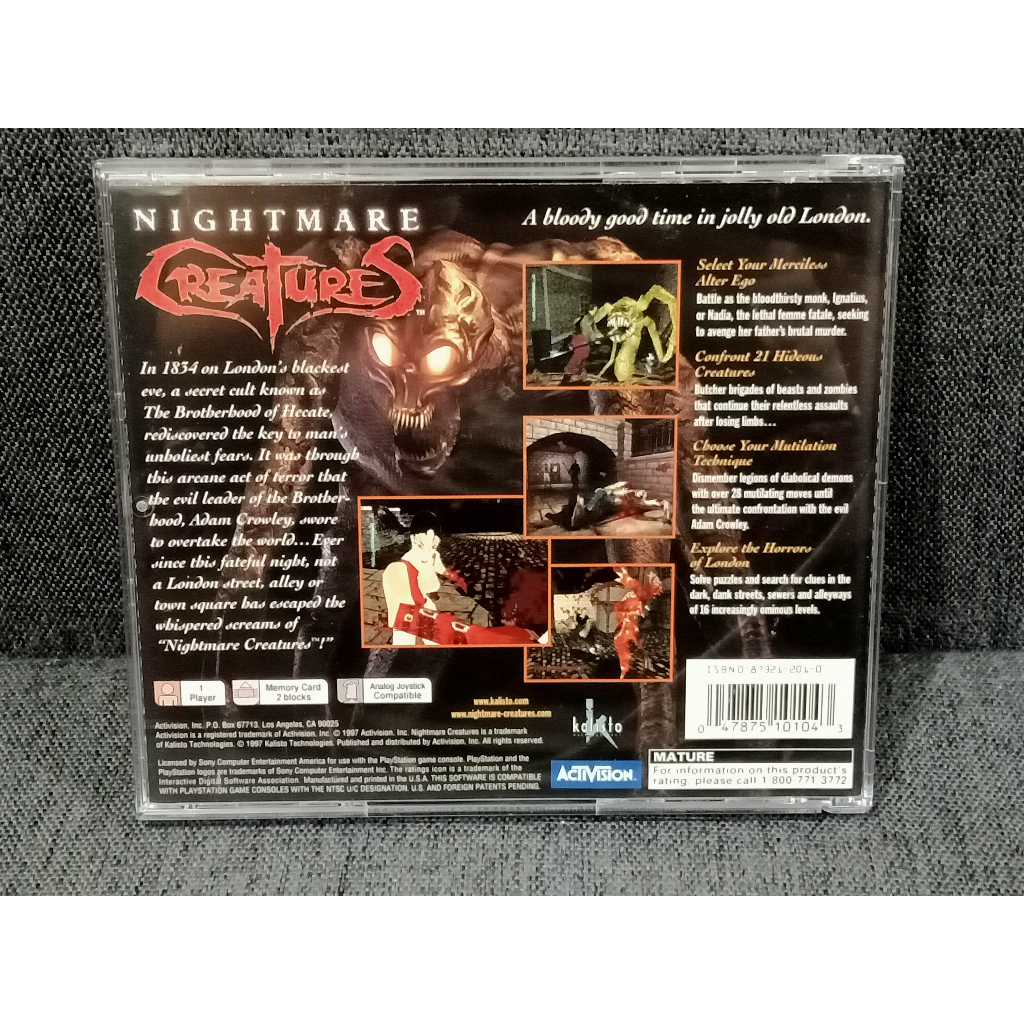 NIGHTMARE
CREATURES™
A bloody good time in jolly old London.
In 1834 on London's blackest
eve, a secret cult known as
The Brotherhood of Hecate,
rediscovered the key to man's
unholiest fears. It was through
this arcane act of terror that
the evil leader of the Brother-
hood, Adam Crowley, swore
to overtake the world...Ever
since this fateful night, not
a London street, alley or
town square has escaped the
whispered screams of
“Nightmare Creatures™!”
Select Your Merciless
Alter Ego
Battle as the bloodthirsty monk, Ignatius,
or Nadia, the lethal femme fatale, seeking
to avenge her father's brutal murder.
Confront 21 Hideous
Creatures
Butcher brigades of beasts and zombies
that continue their relentless assaults
after losing limbs...
Choose Your Mutilation
Technique
Dismember legions of diabolical demons
with over 28 mutilating moves until
the ultimate confrontation with the evil
Adam Crowley.
Explore the Horrors
of London
Solve puzzles and search for clues in the
dark, dank streets, sewers and alleyways
of 16 increasingly ominous levels.
1
Player
Memory Card
2 blocks
Analog Joystick
Compatible
www.kalisto.com
www.nightmare-creatures.com
kalisto
Activision, Inc. P.O. Box 67713, Los Angeles, CA 90025
Activision is a registered trademark of Activision, Inc. © 1997 Activision, Inc. Nightmare Creatures is a trademark
of Kalisto Technologies. © 1997 Kalisto Technologies. Published and distributed by Activision, Inc. All rights reserved.
Licensed by Sony Computer Entertainment America for use with the PlayStation game console. PlayStation and the
PlayStation logos are trademarks of Sony Computer Entertainment Inc. The ratings icon is a trademark of the
Interactive Digital Software Association. Manufactured and printed in the U.S.A. THIS SOFTWARE IS COMPATIBLE
WITH PLAYSTATION GAME CONSOLES WITH THE NTSC U/C DESIGNATION. U.S. AND FOREIGN PATENTS PENDING.
ACTIVISION.
ISBN 0 87321-201-0
0 47875 10104 3
MATURE
For information on this product's
rating, please call 1 800 771 3772